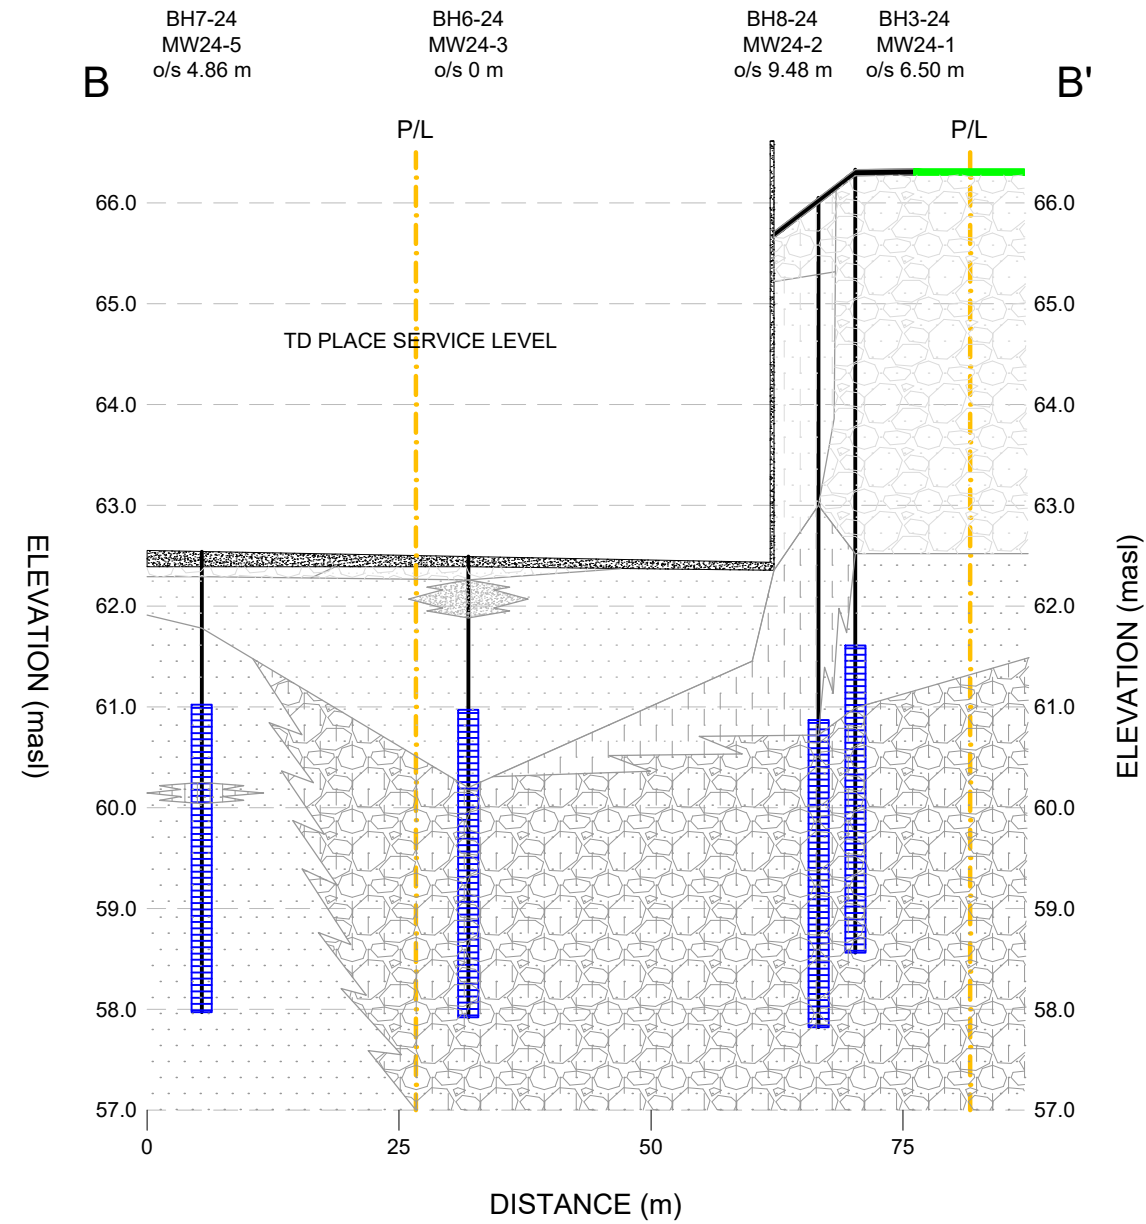 BH7-24
MW24-5
o/s 4.86 m
BH6-24
MW24-3
o/s 0 m
BH8-24
MW24-2
o/s 9.48 m
BH3-24
MW24-1
o/s 6.50 m
B
B'
P/L
P/L
66.0
66.0
65.0
65.0
TD PLACE SERVICE LEVEL
64.0
64.0
63.0
63.0
62.0
62.0
61.0
61.0
60.0
60.0
59.0
59.0
58.0
58.0
57.0
57.0
ELEVATION (masl)
ELEVATION (masl)
0
25
50
75
DISTANCE (m)